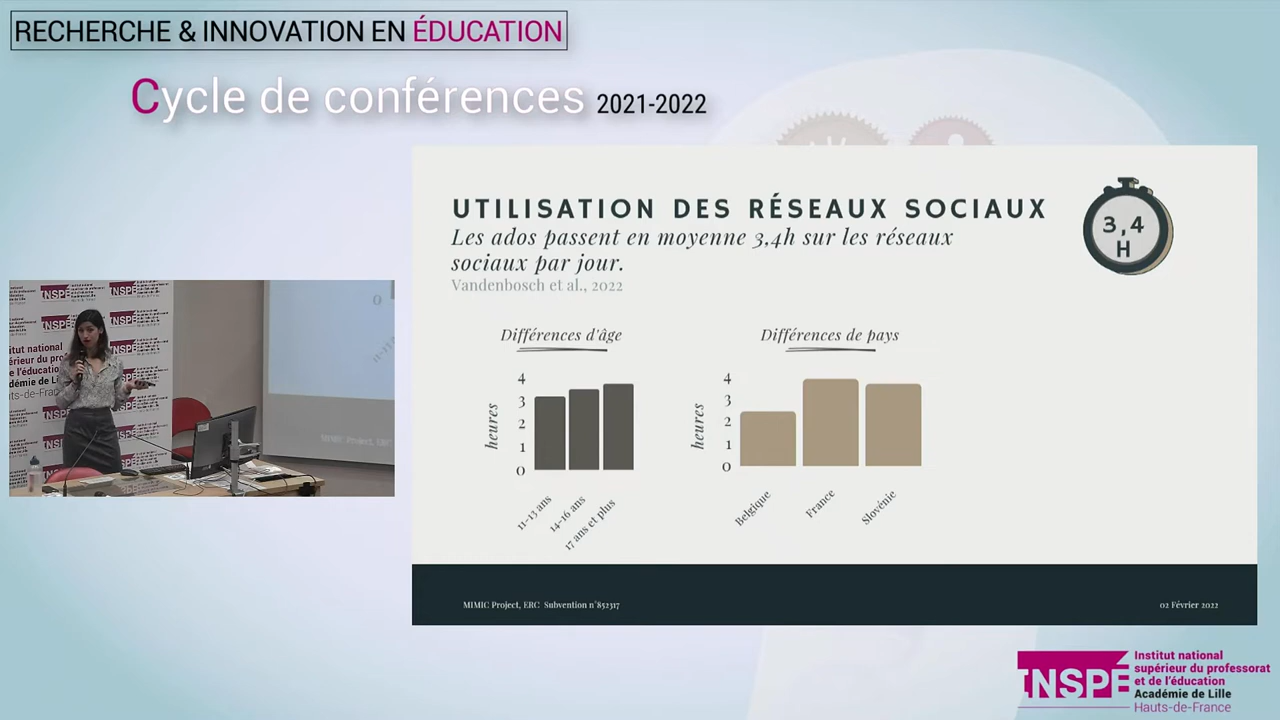 RECHERCHE & INNOVATION EN ÉDUCATION
Cycle de conférences 2021-2022
UTILISATION DES RÉSEAUX SOCIAUX
Les ados passent en moyenne 3,4h sur les réseaux
sociaux par jour.
Vandenbosch et al., 2022
3,4
H
Différences d'âge
heures
4
3
2
1
0
11-13 ans
14-16 ans
17 ans et plus
Différences de pays
heures
4
3
2
1
0
Belgique
France
Slovénie
MIMIC Project, ERC Subvention n°852317
02 Février 2022
INSPÉ
Institut national
supérieur du professorat
et de l'éducation
Académie de Lille
Hauts-de-France